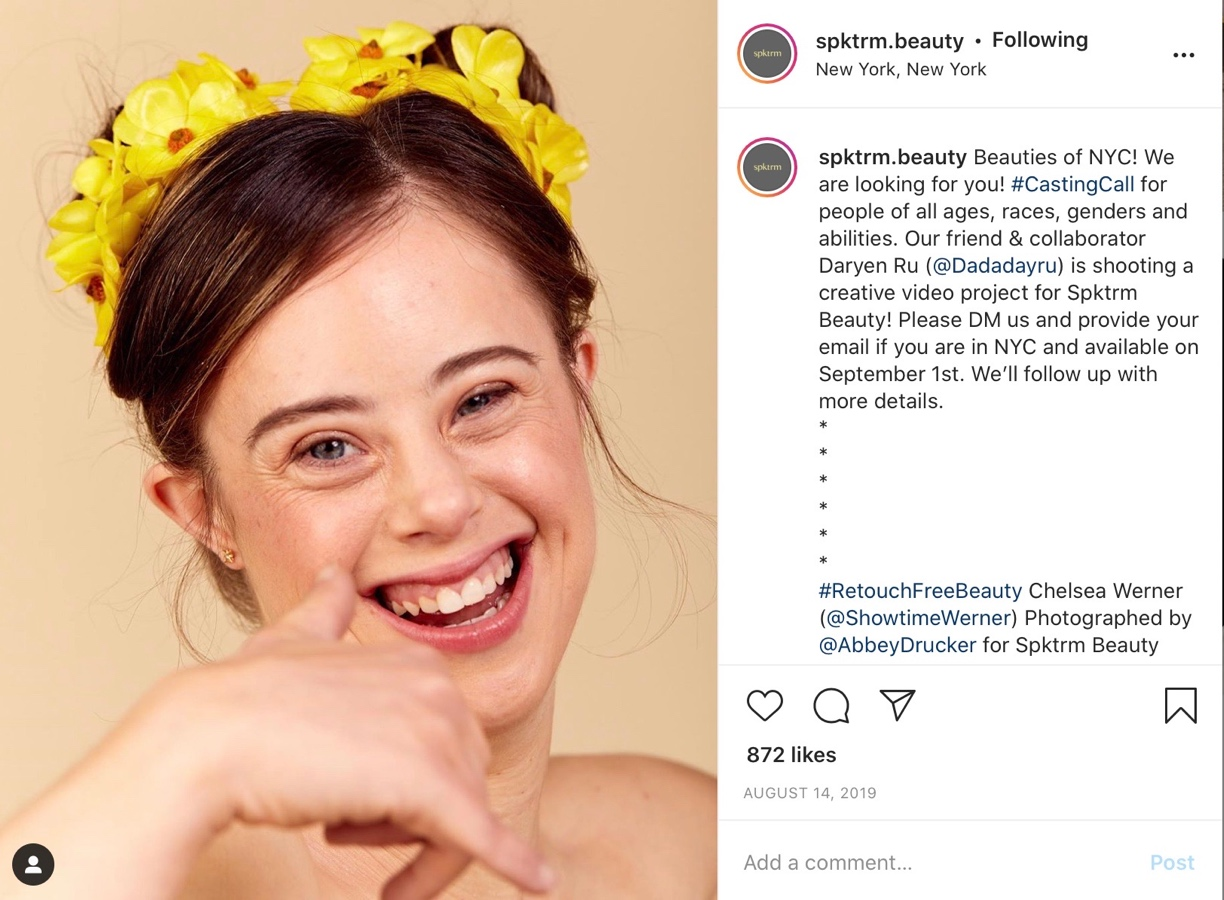 spktrm
spktrm.beauty • Following
New York, New York
spktrm
spktrm.beauty Beauties of NYC! We
are looking for you! #CastingCall for
people of all ages, races, genders and
abilities. Our friend & collaborator
Daryen Ru (@Dadadayru) is shooting a
creative video project for Spktrm
Beauty! Please DM us and provide your
email if you are in NYC and available on
September 1st. We’ll follow up with
more details.
*
*
*
*
*
*
#RetouchFreeBeauty Chelsea Werner
(@ShowtimeWerner) Photographed by
@AbbeyDrucker for Spktrm Beauty
872 likes
AUGUST 14, 2019
Add a comment...
Post